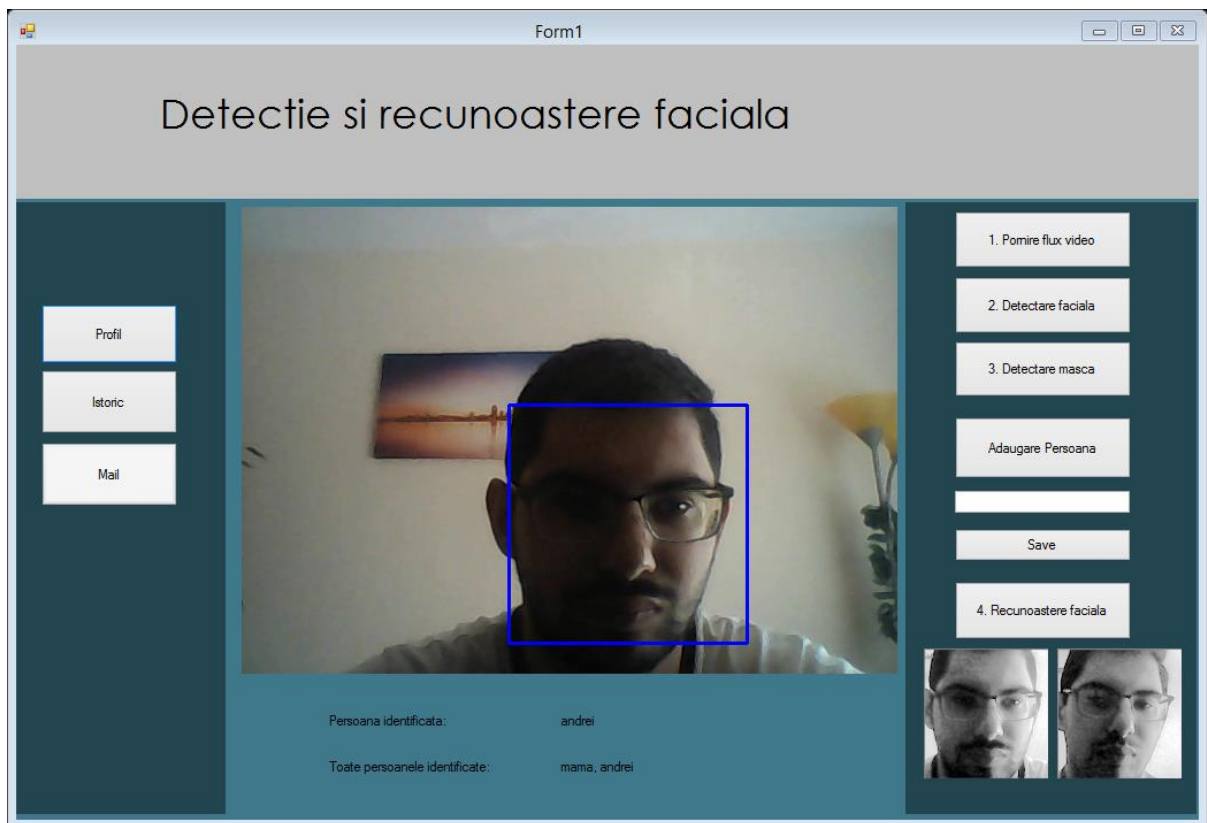 Form1
Detectie si recunoastere faciala
Profil
Istoric
Mail
1. Pornire flux video
2. Detectare faciala
3. Detectare masca
Adaugare Persoana
Save
4. Recunoastere faciala
Persoana identificata: andrei
Toate persoanele identificate: mama, andrei